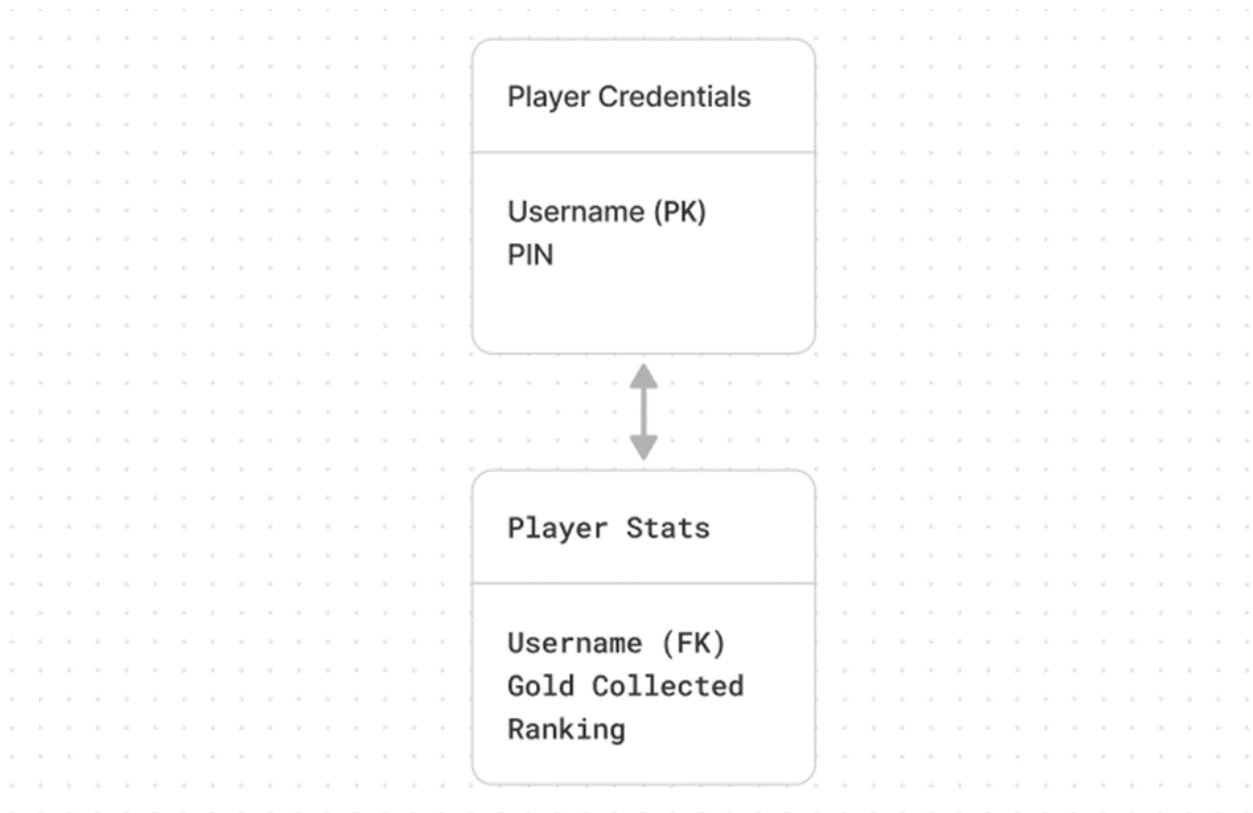 Player Credentials
Username (PK)
PIN
Player Stats
Username (FK)
Gold Collected
Ranking